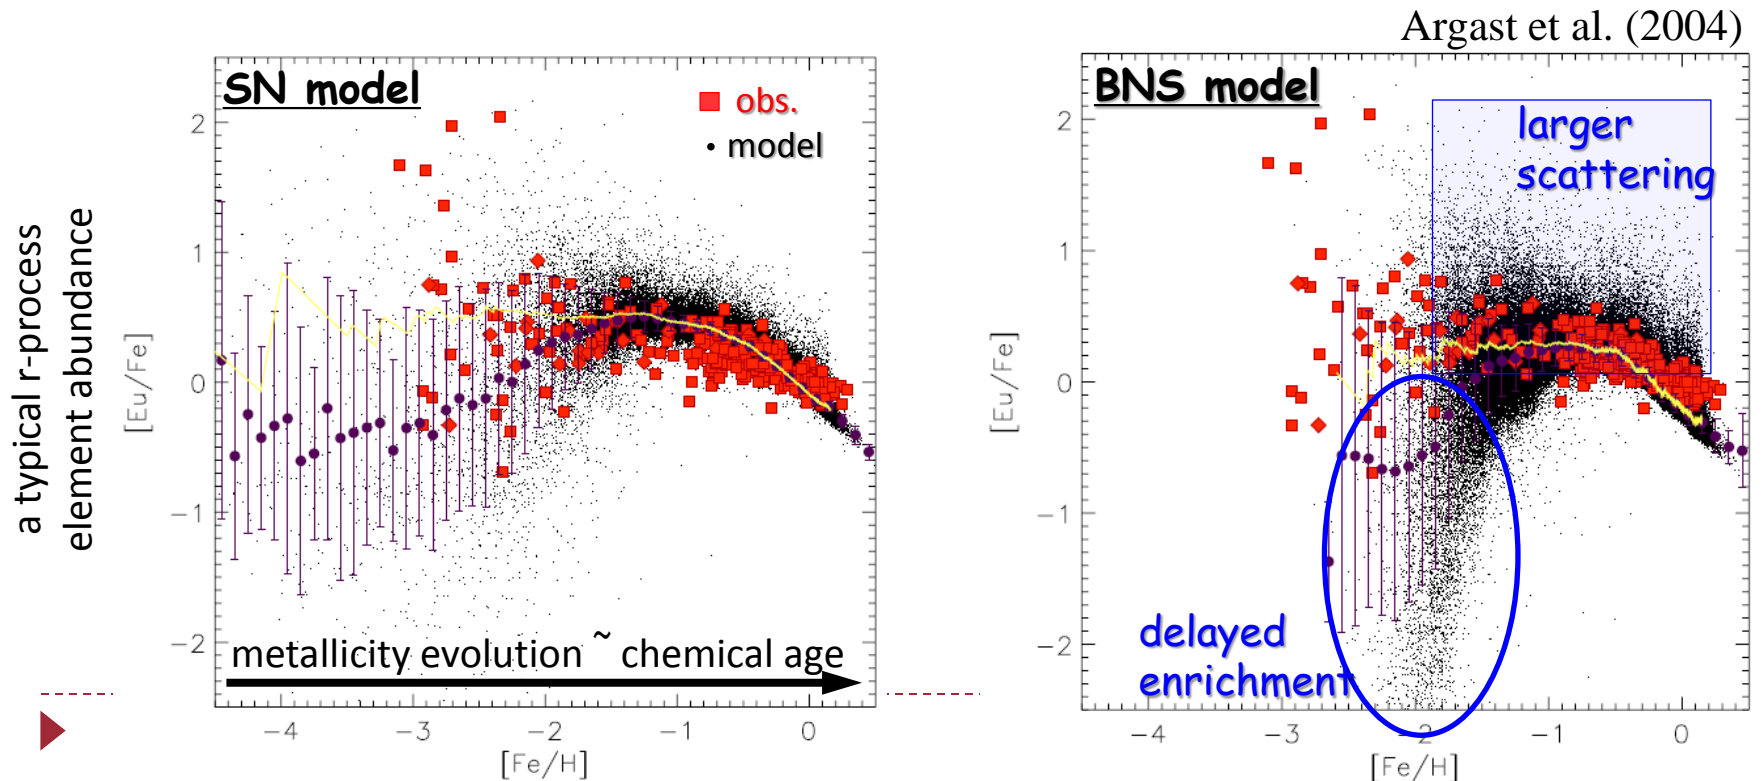 Argast et al. (2004)
a typical r-process
element abundance
SN model
obs.
model
2
1
0
−1
−2
[Eu/Fe]
metallicity evolution ~ chemical age
−4
−3
−2
−1
0
[Fe/H]
BNS model
larger
scattering
2
1
0
−1
−2
[Eu/Fe]
delayed
enrichment
−4
−3
−2
−1
0
[Fe/H]